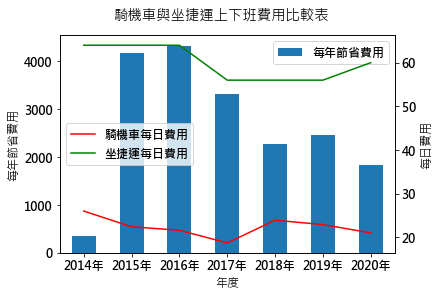 騎機車與坐捷運上下班費用比較表
每年節省費用
騎機車每日費用
坐捷運每日費用
每年節省費用
4000
3000
2000
1000
0
60
50
40
30
20
每日費用
2014年 2015年 2016年 2017年 2018年 2019年 2020年
年度